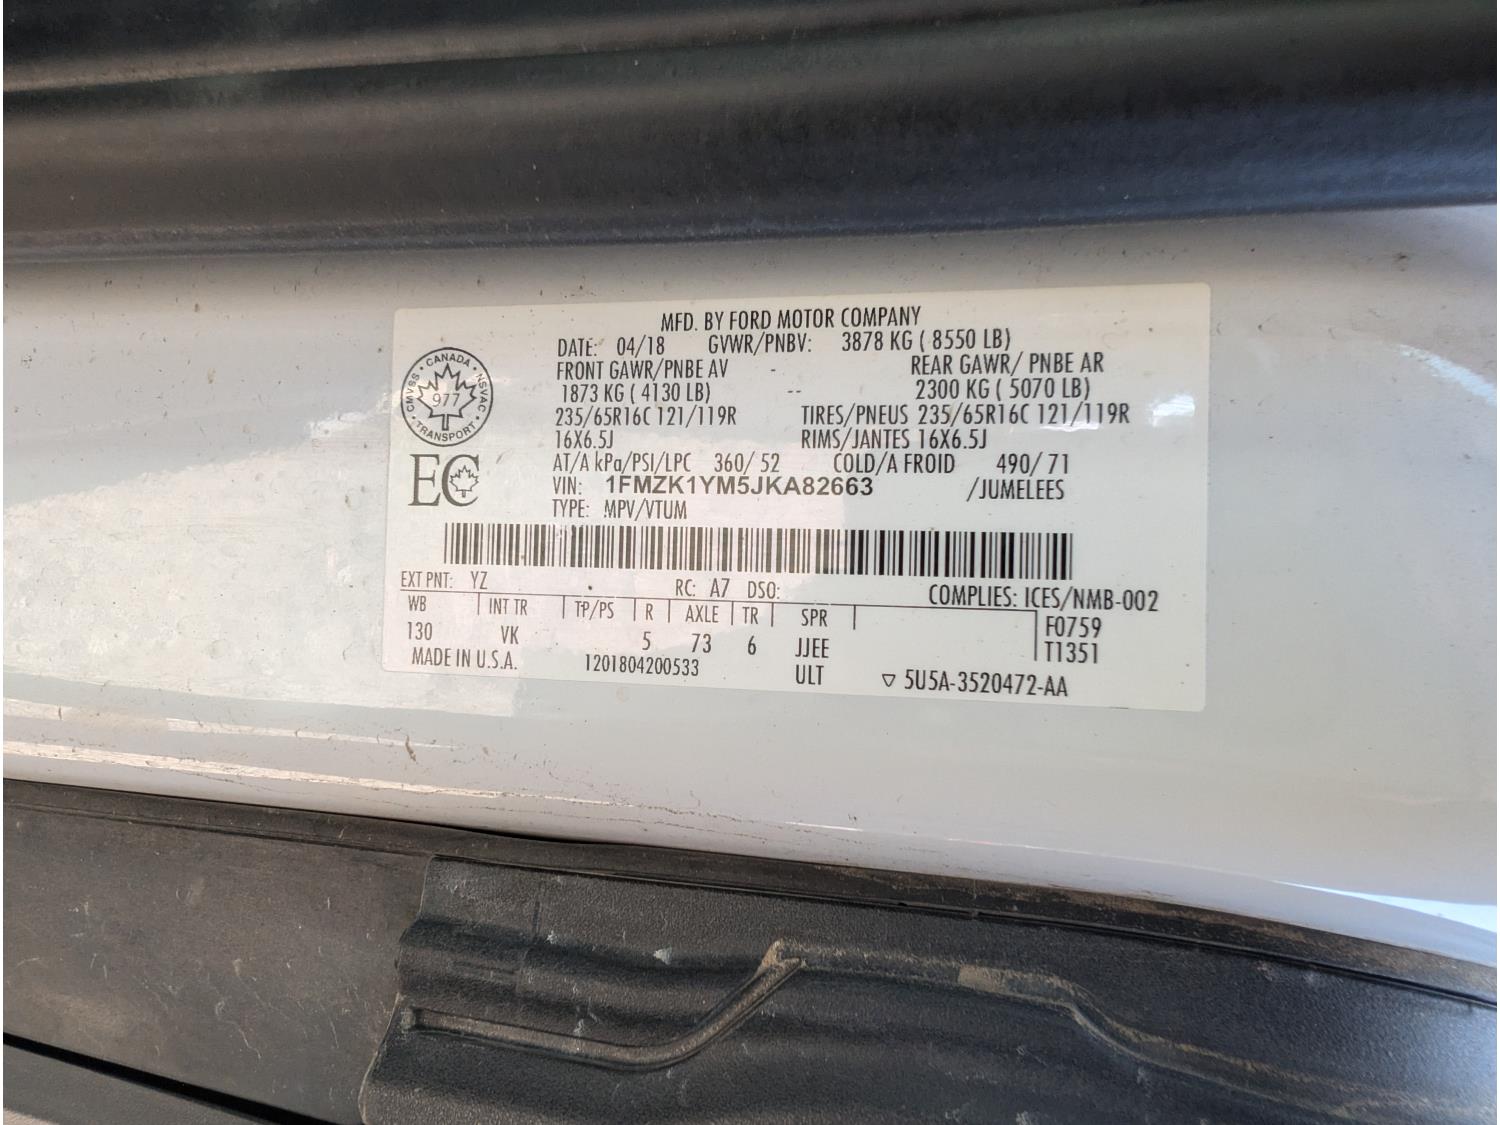 MFD. BY FORD MOTOR COMPANY
DATE: 04/18 GVWR/PNBV: 3878 KG ( 8550 LB)
FRONT GAWR/PNBE AV - REAR GAWR/ PNBE AR
1873 KG ( 4130 LB) -- 2300 KG ( 5070 LB)
235/65R16C 121/119R TIRES/PNEUS 235/65R16C 121/119R
16X6.5J RIMS/JANTES 16X6.5J
AT/A kPa/PSI/LPC 360/ 52 COLD/A FROID 490/ 71
VIN: 1FMZK1YM5JKA82663 /JUMELEES
TYPE: MPV/VTUM
CANADA
CMVSS NSVAC
977
TRANSPORT
EC
EXT PNT: YZ RC: A7 DSO: COMPLIES: ICES/NMB-002
WB | INT TR | TP/PS | R | AXLE | TR | SPR | F0759
130 VK 5 73 6 JJEE T1351
MADE IN U.S.A. 1201804200533 ULT ▽ 5U5A-3520472-AA